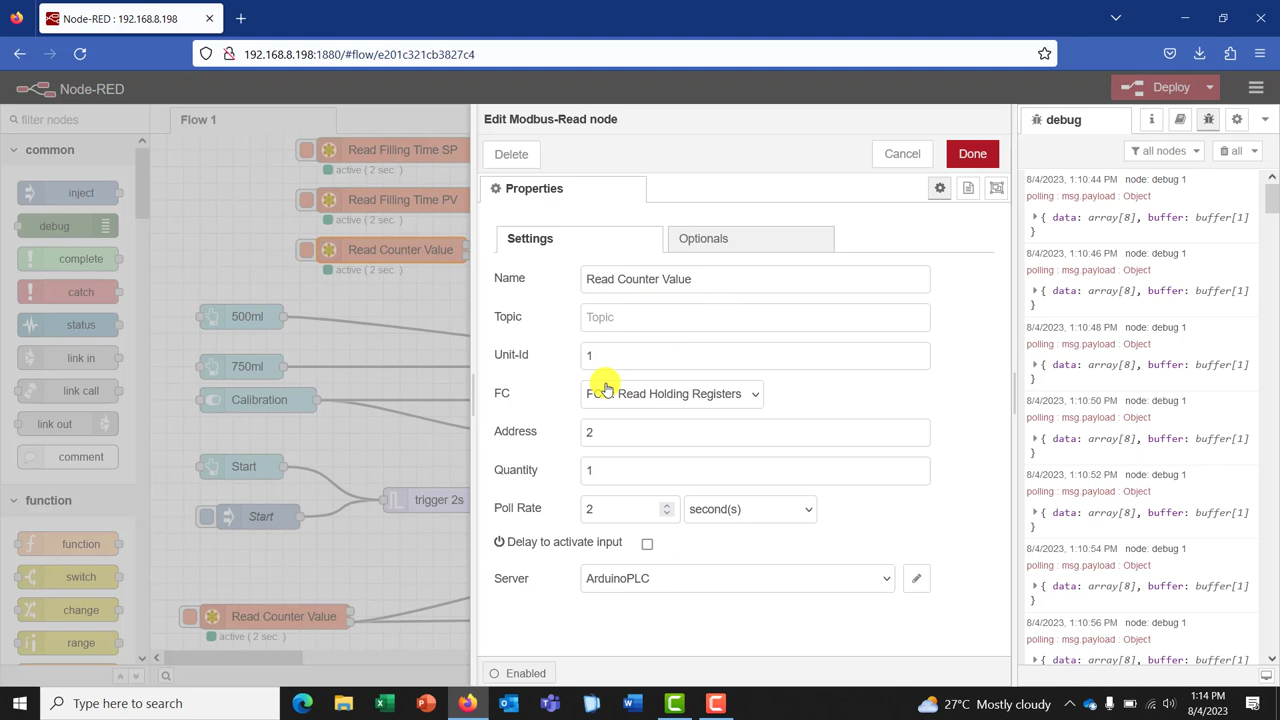 Node-RED : 192.168.8.198
192.168.8.198:1880/#flow/e201c321cb3827c4
Node-RED
Deploy
filter nodes
Flow 1
common
inject
debug
complete
catch
status
link in
link call
link out
comment
function
function
switch
change
range
Read Filling Time SP
active ( 2 sec. )
Read Filling Time PV
active ( 2 sec. )
Read Counter Value
active ( 2 sec. )
500ml
750ml
Calibration
Start
trigger 2s
Start
Read Counter Value
active ( 2 sec. )
Edit Modbus-Read node
Delete
Cancel
Done
Properties
Settings
Optionals
Name
Read Counter Value
Topic
Topic
Unit-Id
1
FC
Read Holding Registers
Address
2
Quantity
1
Poll Rate
2
second(s)
Delay to activate input
Server
ArduinoPLC
Enabled
debug
i
all nodes
all
8/4/2023, 1:10:44 PM node: debug 1
polling : msg.payload : Object
{ data: array[8], buffer: buffer[1]
}
8/4/2023, 1:10:46 PM node: debug 1
polling : msg.payload : Object
{ data: array[8], buffer: buffer[1]
}
8/4/2023, 1:10:48 PM node: debug 1
polling : msg.payload : Object
{ data: array[8], buffer: buffer[1]
}
8/4/2023, 1:10:50 PM node: debug 1
polling : msg.payload : Object
{ data: array[8], buffer: buffer[1]
}
8/4/2023, 1:10:52 PM node: debug 1
polling : msg.payload : Object
{ data: array[8], buffer: buffer[1]
}
8/4/2023, 1:10:54 PM node: debug 1
polling : msg.payload : Object
{ data: array[8], buffer: buffer[1]
}
8/4/2023, 1:10:56 PM node: debug 1
polling : msg.payload : Object
Type here to search
27°C Mostly cloudy
1:14 PM
8/4/2023